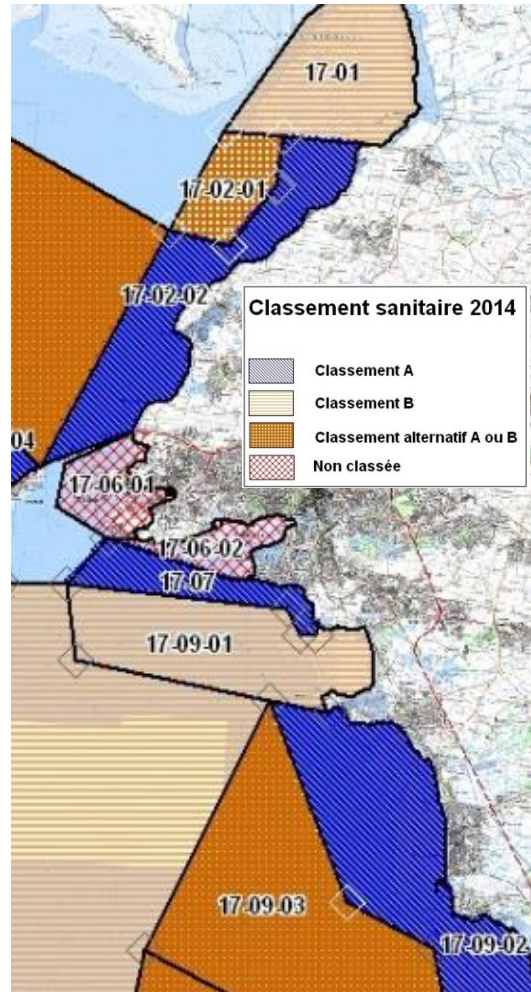 17-01
17-02-01
17-02-02
Classement sanitaire 2014
Classement A
Classement B
Classement alternatif A ou B
Non classée
04
17-06-01
17-06-02
17-07
17-09-01
17-09-03
17-09-02